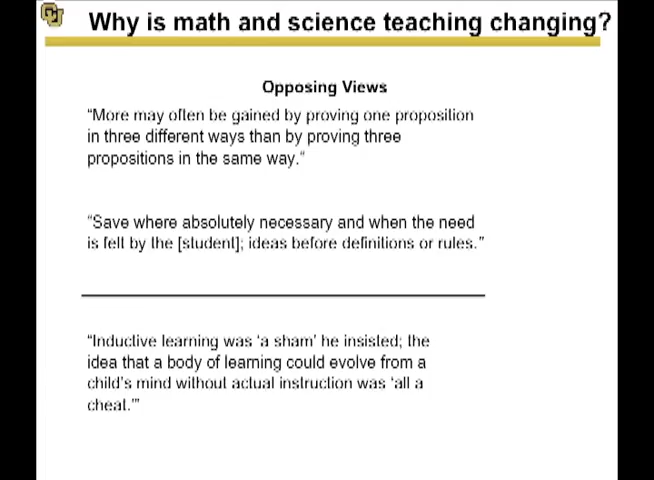 CU
Why is math and science teaching changing?
Opposing Views
“More may often be gained by proving one proposition
in three different ways than by proving three
propositions in the same way.”
“Save where absolutely necessary and when the need
is felt by the [student]; ideas before definitions or rules.”
“Inductive learning was ‘a sham’ he insisted; the
idea that a body of learning could evolve from a
child’s mind without actual instruction was ‘all a
cheat.’”